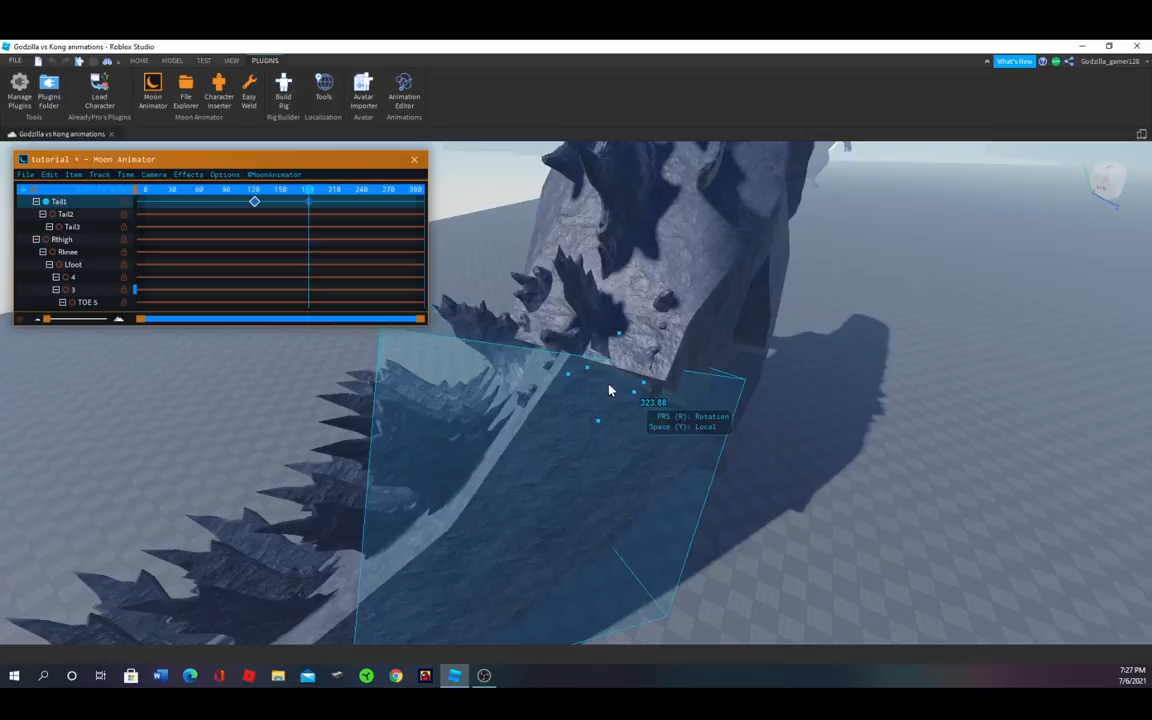 Godzilla vs Kong animations - Roblox Studio
FILE HOME MODEL TEST VIEW PLUGINS What's New Godzilla_gamer128
Manage Plugins
Plugins Folder
Load Character
Moon Animator
File Explorer
Character Inserter
Easy Weld
Build Rig
Tools
Avatar Importer
Animation Editor
Tools AlreadyPro's Plugins Moon Animator Rig Builder Localization Avatar Animations
Godzilla vs Kong animations
tutorial * - Moon Animator
File Edit Item Track Time Camera Effects Options #MoonAnimator
0 30 60 90 120 150 210 240 270 300
Tail1
Tail2
Tail3
Rthigh
Rknee
Lfoot
4
3
TOE 5
323.88
PRS (R): Rotation
Space (Y): Local
7:27 PM
7/6/2021